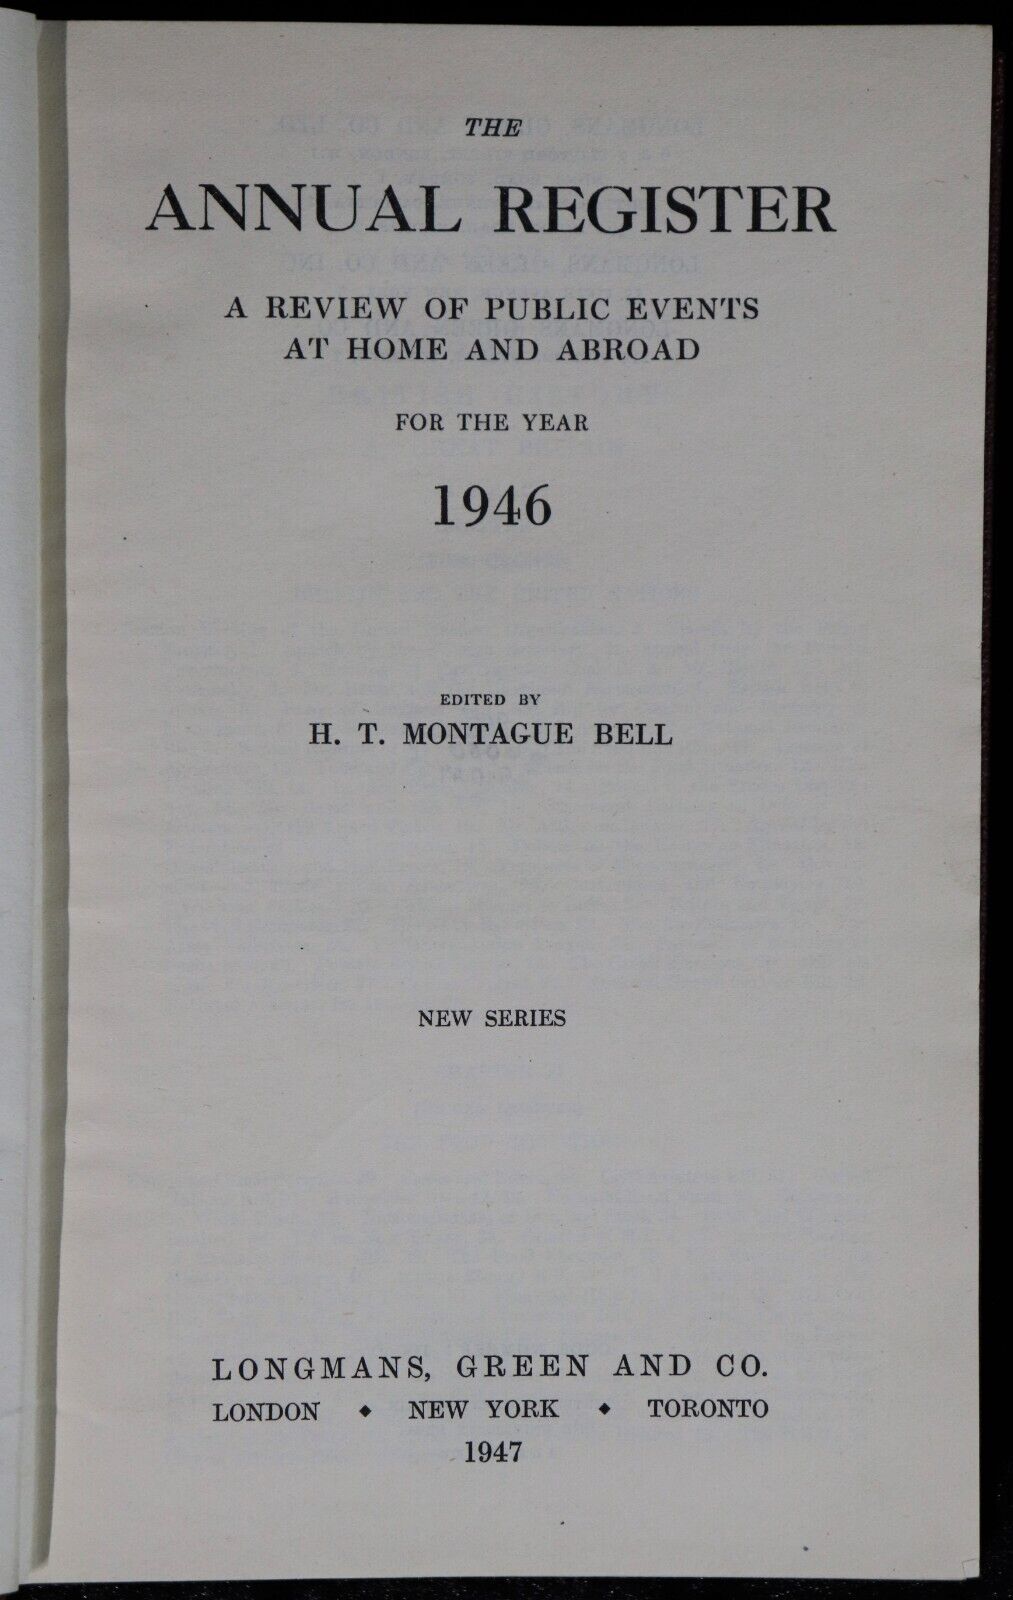 THE
ANNUAL REGISTER
A REVIEW OF PUBLIC EVENTS
AT HOME AND ABROAD
FOR THE YEAR
1946
EDITED BY
H. T. MONTAGUE BELL
NEW SERIES
LONGMANS, GREEN AND CO.
LONDON ♦ NEW YORK ♦ TORONTO
1947